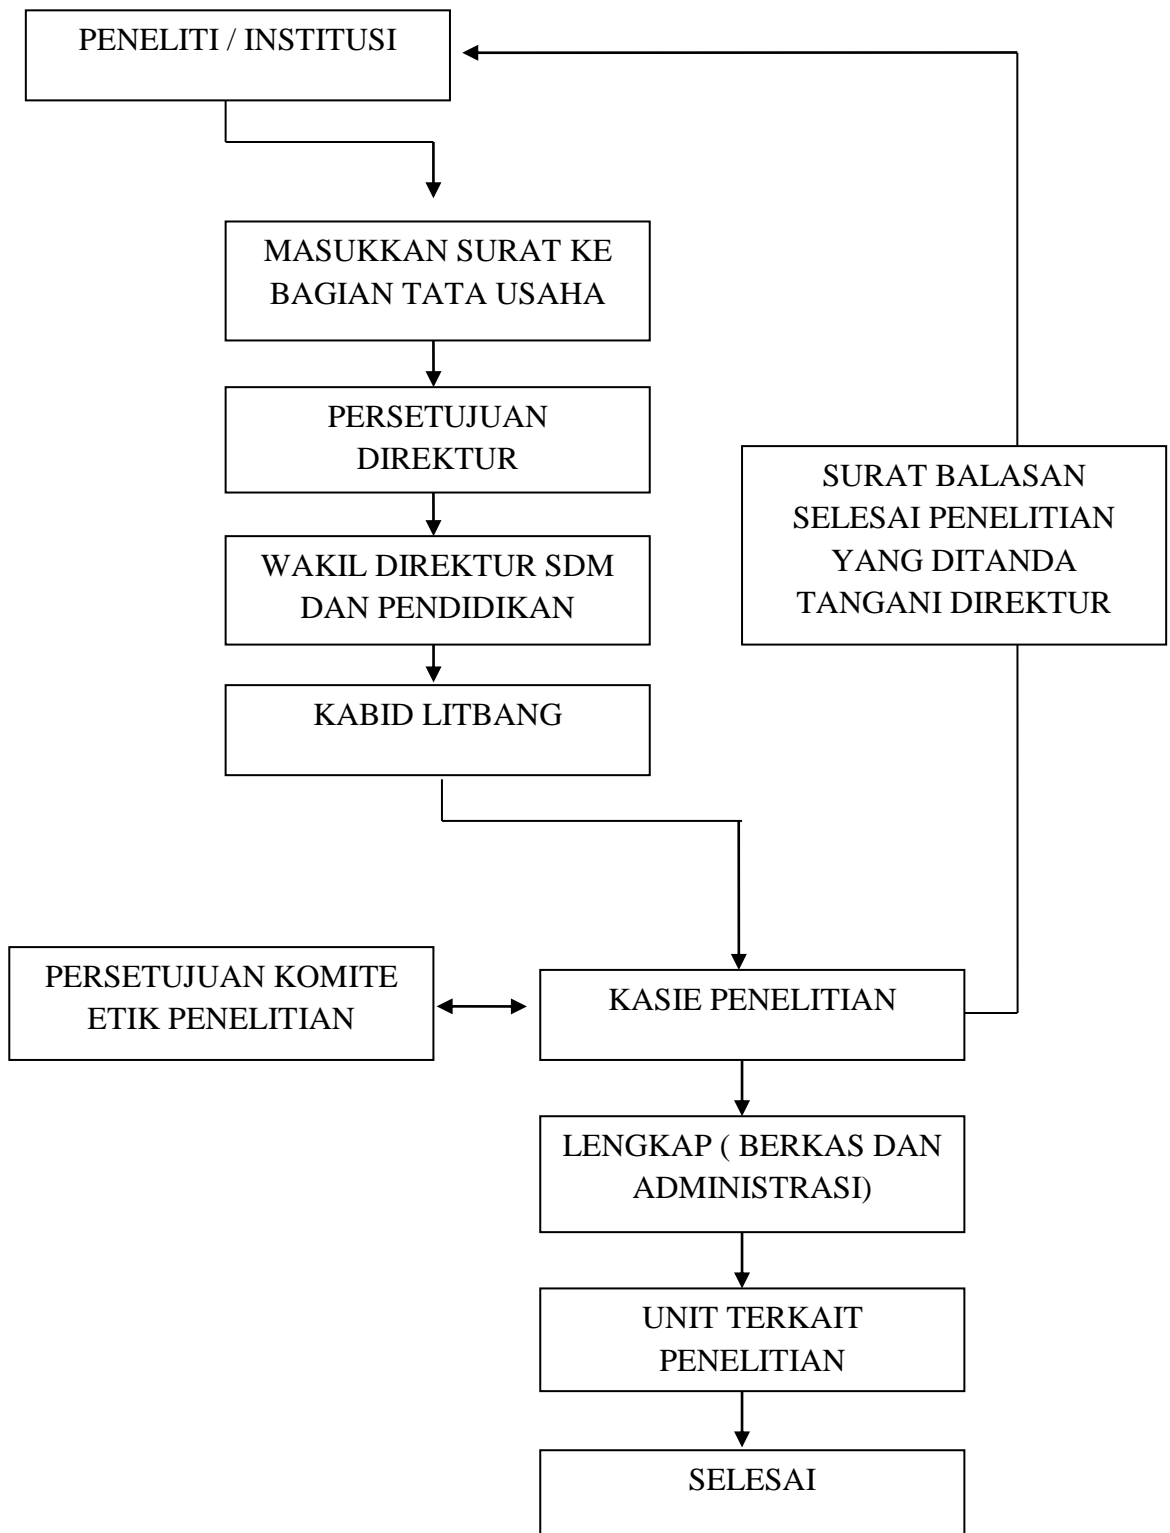 PENELITI / INSTITUSI
MASUKKAN SURAT KE
BAGIAN TATA USAHA
PERSETUJUAN
DIREKTUR
WAKIL DIREKTUR SDM
DAN PENDIDIKAN
KABID LITBANG
SURAT BALASAN
SELESAI PENELITIAN
YANG DITANDA
TANGANI DIREKTUR
PERSETUJUAN KOMITE
ETIK PENELITIAN
KASIE PENELITIAN
LENGKAP ( BERKAS DAN
ADMINISTRASI)
UNIT TERKAIT
PENELITIAN
SELESAI